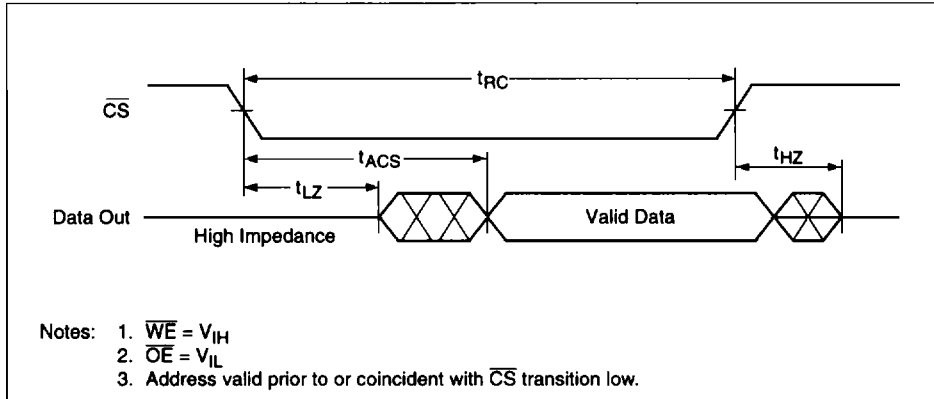 tRC
CS
tACS
tHZ
tLZ
Data Out
Valid Data
High Impedance
Notes: 1. WE = VIH
2. OE = VIL
3. Address valid prior to or coincident with CS transition low.